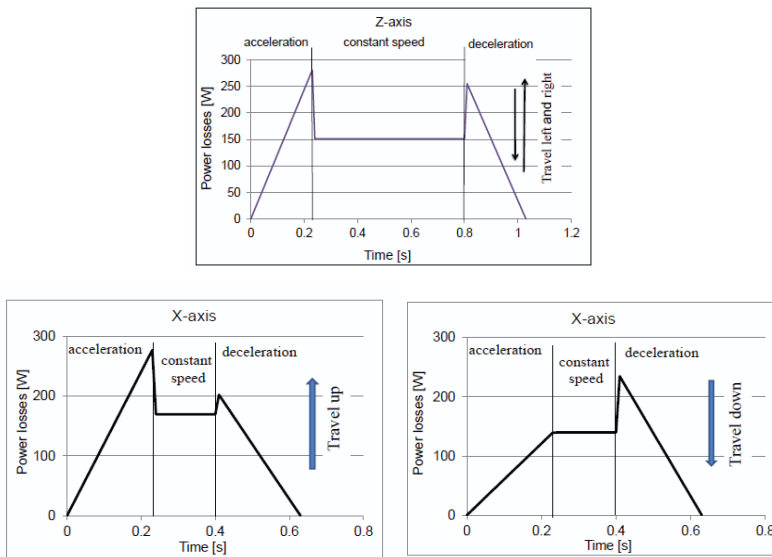 Z-axis
acceleration constant speed deceleration
Power losses [W]
300
250
200
150
100
50
0
0 0.2 0.4 0.6 0.8 1 1.2
Time [s]
Travel left and right
X-axis
acceleration constant speed deceleration
Power losses [W]
300
200
100
0
0 0.2 0.4 0.6 0.8
Time [s]
Travel up
X-axis
acceleration constant speed deceleration
Power losses [W]
300
200
100
0
0 0.2 0.4 0.6 0.8
Time [s]
Travel down